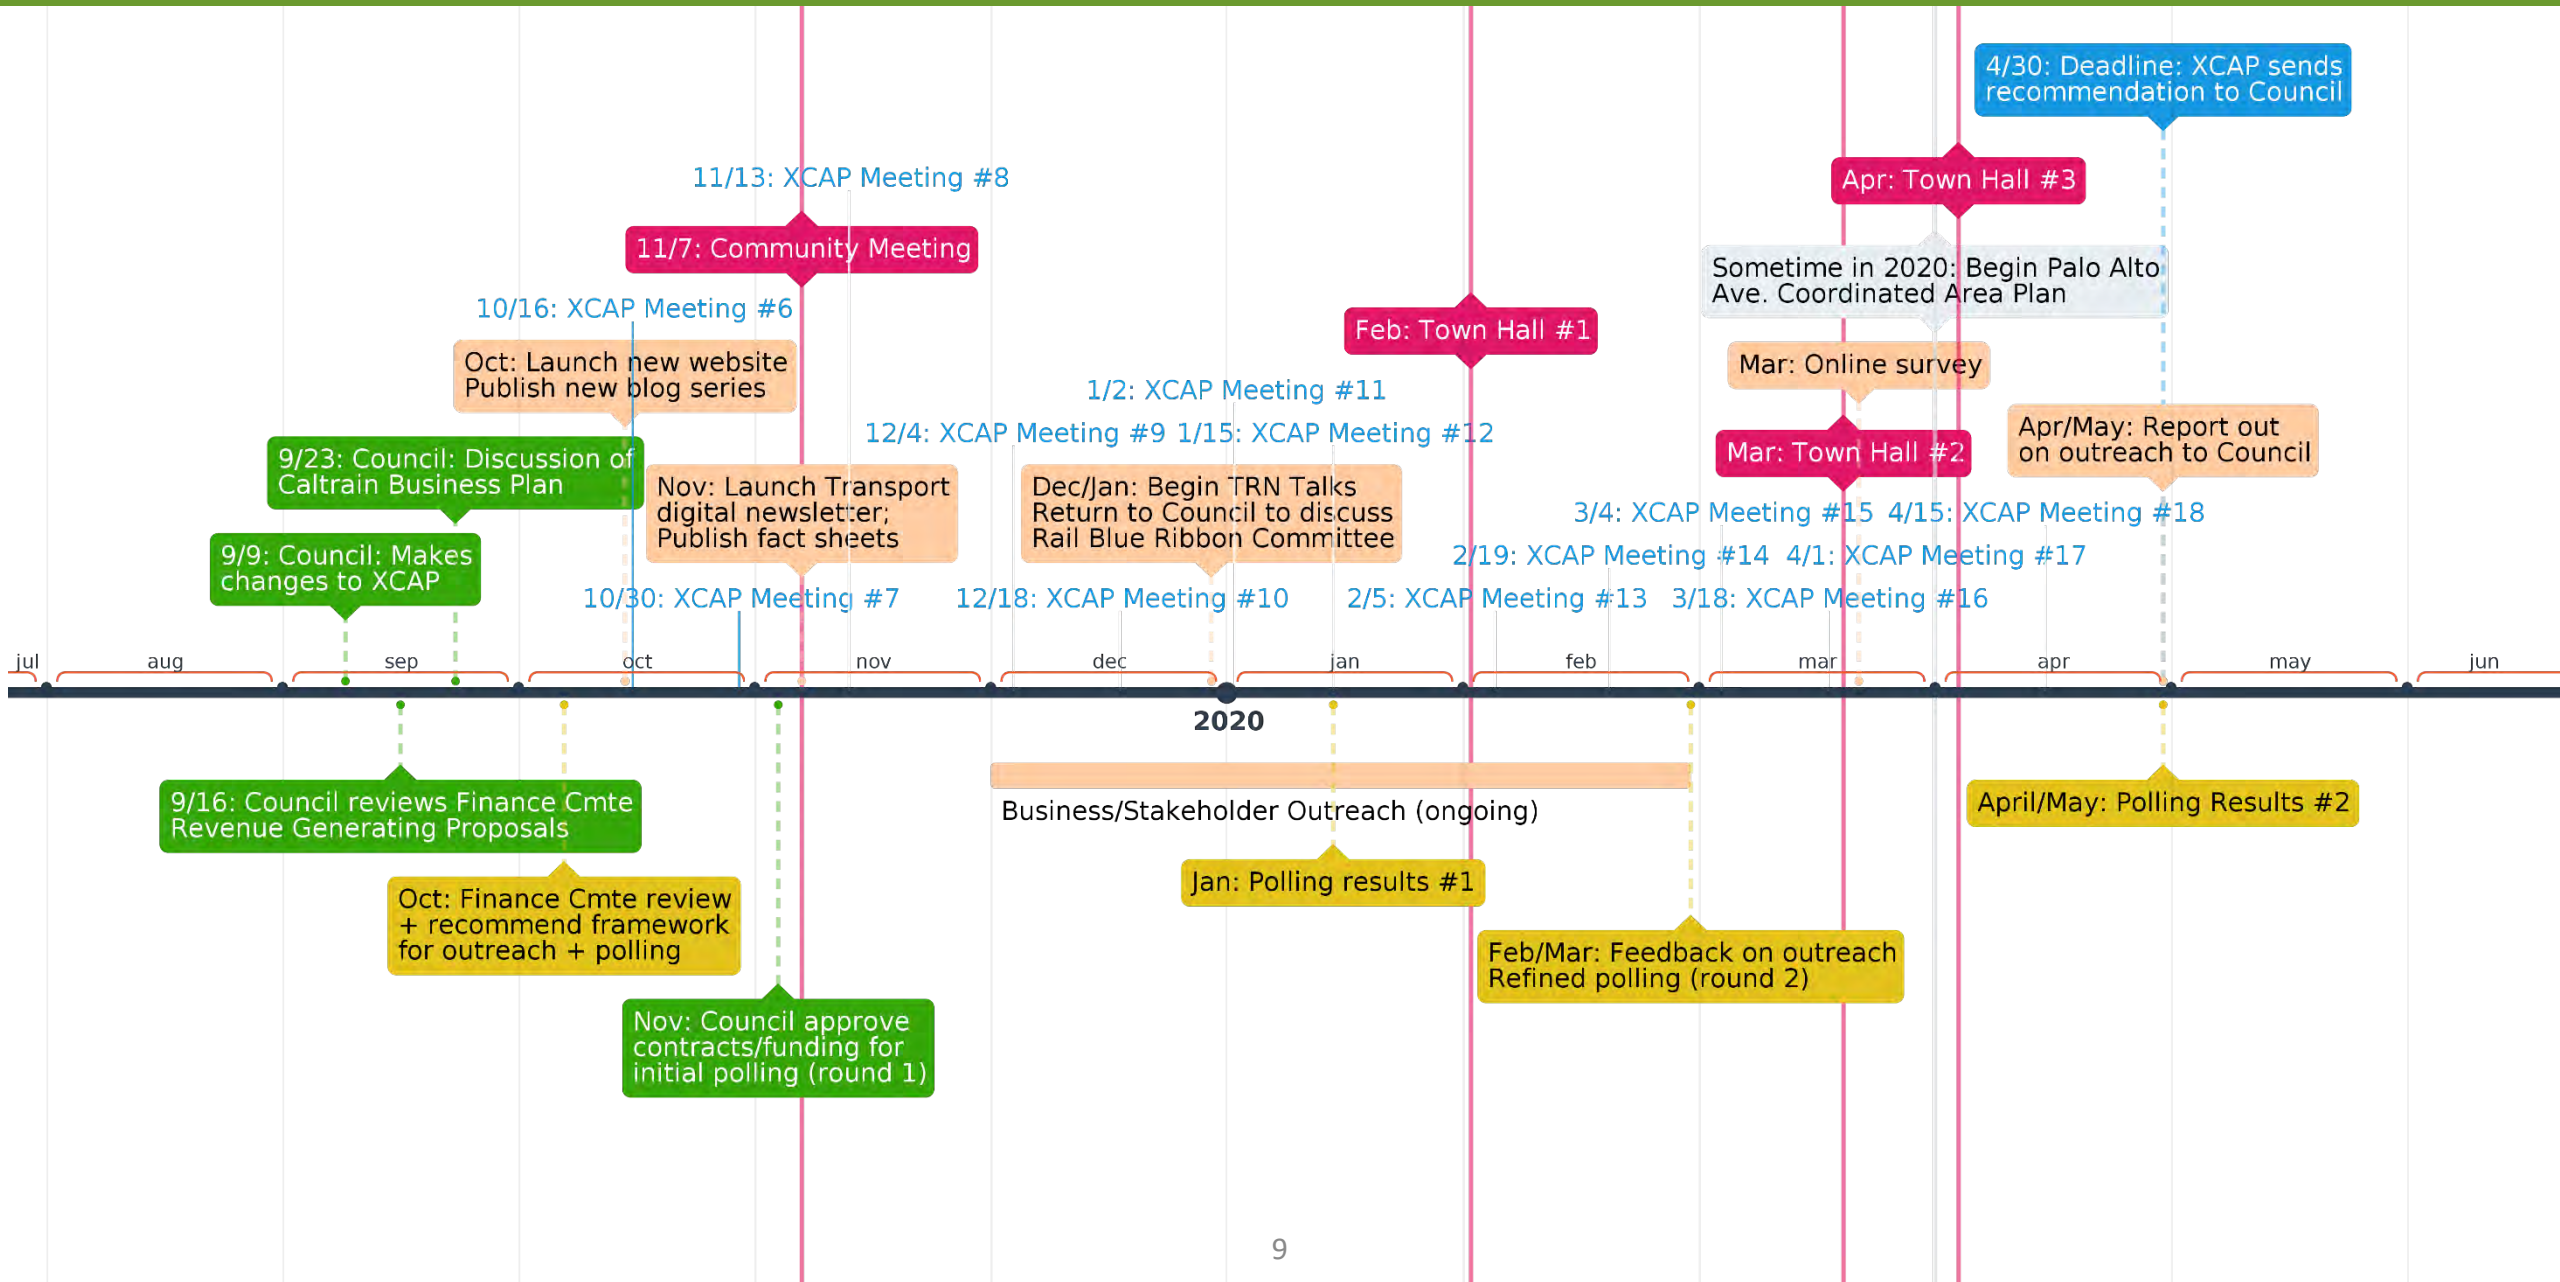 4/30: Deadline: XCAP sends
recommendation to Council
11/13: XCAP Meeting #8
Apr: Town Hall #3
11/7: Community Meeting
Sometime in 2020: Begin Palo Alto
Ave. Coordinated Area Plan
10/16: XCAP Meeting #6
Feb: Town Hall #1
Oct: Launch new website
Publish new blog series
Mar: Online survey
1/2: XCAP Meeting #11
12/4: XCAP Meeting #9
1/15: XCAP Meeting #12
Apr/May: Report out
on outreach to Council
Mar: Town Hall #2
9/23: Council: Discussion of
Caltrain Business Plan
Nov: Launch Transport
digital newsletter;
Publish fact sheets
Dec/Jan: Begin TRN Talks
Return to Council to discuss
Rail Blue Ribbon Committee
3/4: XCAP Meeting #15
4/15: XCAP Meeting #18
9/9: Council: Makes
changes to XCAP
2/19: XCAP Meeting #14
4/1: XCAP Meeting #17
10/30: XCAP Meeting #7
12/18: XCAP Meeting #10
2/5: XCAP Meeting #13
3/18: XCAP Meeting #16
jul
aug
sep
oct
nov
dec
jan
feb
mar
apr
may
jun
2020
9/16: Council reviews Finance Cmte
Revenue Generating Proposals
Business/Stakeholder Outreach (ongoing)
April/May: Polling Results #2
Oct: Finance Cmte review
+ recommend framework
for outreach + polling
Jan: Polling results #1
Feb/Mar: Feedback on outreach
Refined polling (round 2)
Nov: Council approve
contracts/funding for
initial polling (round 1)
9